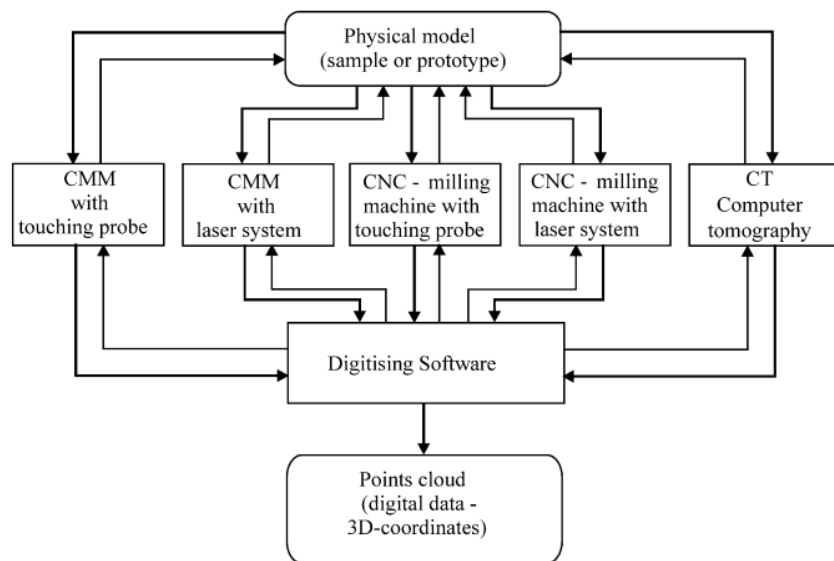 Physical model
(sample or prototype)
CMM
with
touching probe
CMM
with
laser system
CNC - milling
machine with
touching probe
CNC - milling
machine with
laser system
CT
Computer
tomography
Digitising Software
Points cloud
(digital data -
3D-coordinates)